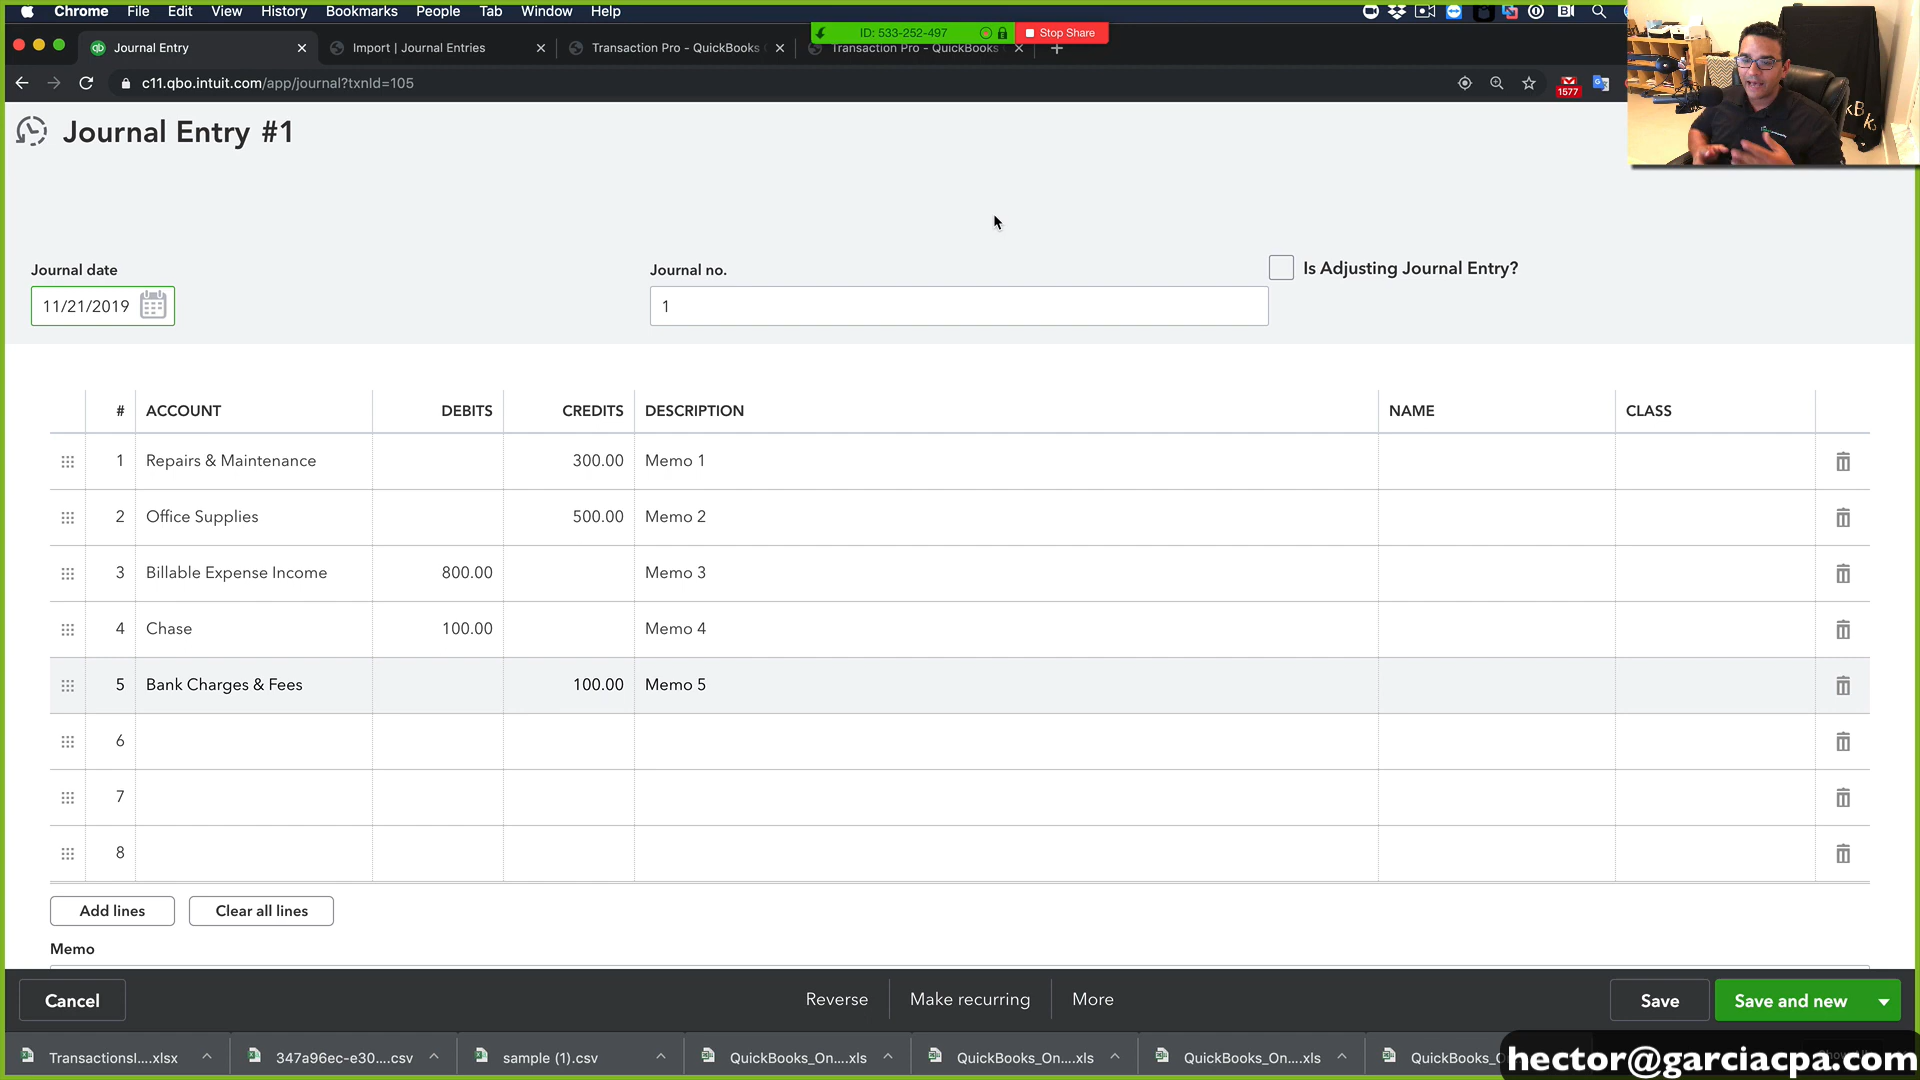 Chrome File Edit View History Bookmarks People Tab Window Help
ID: 533-252-497 Stop Share
Journal Entry Import | Journal Entries Transaction Pro - QuickBooks Transaction Pro - QuickBooks
c11.qbo.intuit.com/app/journal?txnId=105
1577
Journal Entry #1
Journal date
11/21/2019
Journal no.
1
Is Adjusting Journal Entry?
# ACCOUNT DEBITS CREDITS DESCRIPTION NAME CLASS
1 Repairs & Maintenance 300.00 Memo 1
2 Office Supplies 500.00 Memo 2
3 Billable Expense Income 800.00 Memo 3
4 Chase 100.00 Memo 4
5 Bank Charges & Fees 100.00 Memo 5
6
7
8
Add lines Clear all lines
Memo
Cancel Reverse Make recurring More Save Save and new
TransactionsI....xlsx 347a96ec-e30....csv sample (1).csv QuickBooks_On....xls QuickBooks_On....xls QuickBooks_On....xls
hector@garciacpa.com